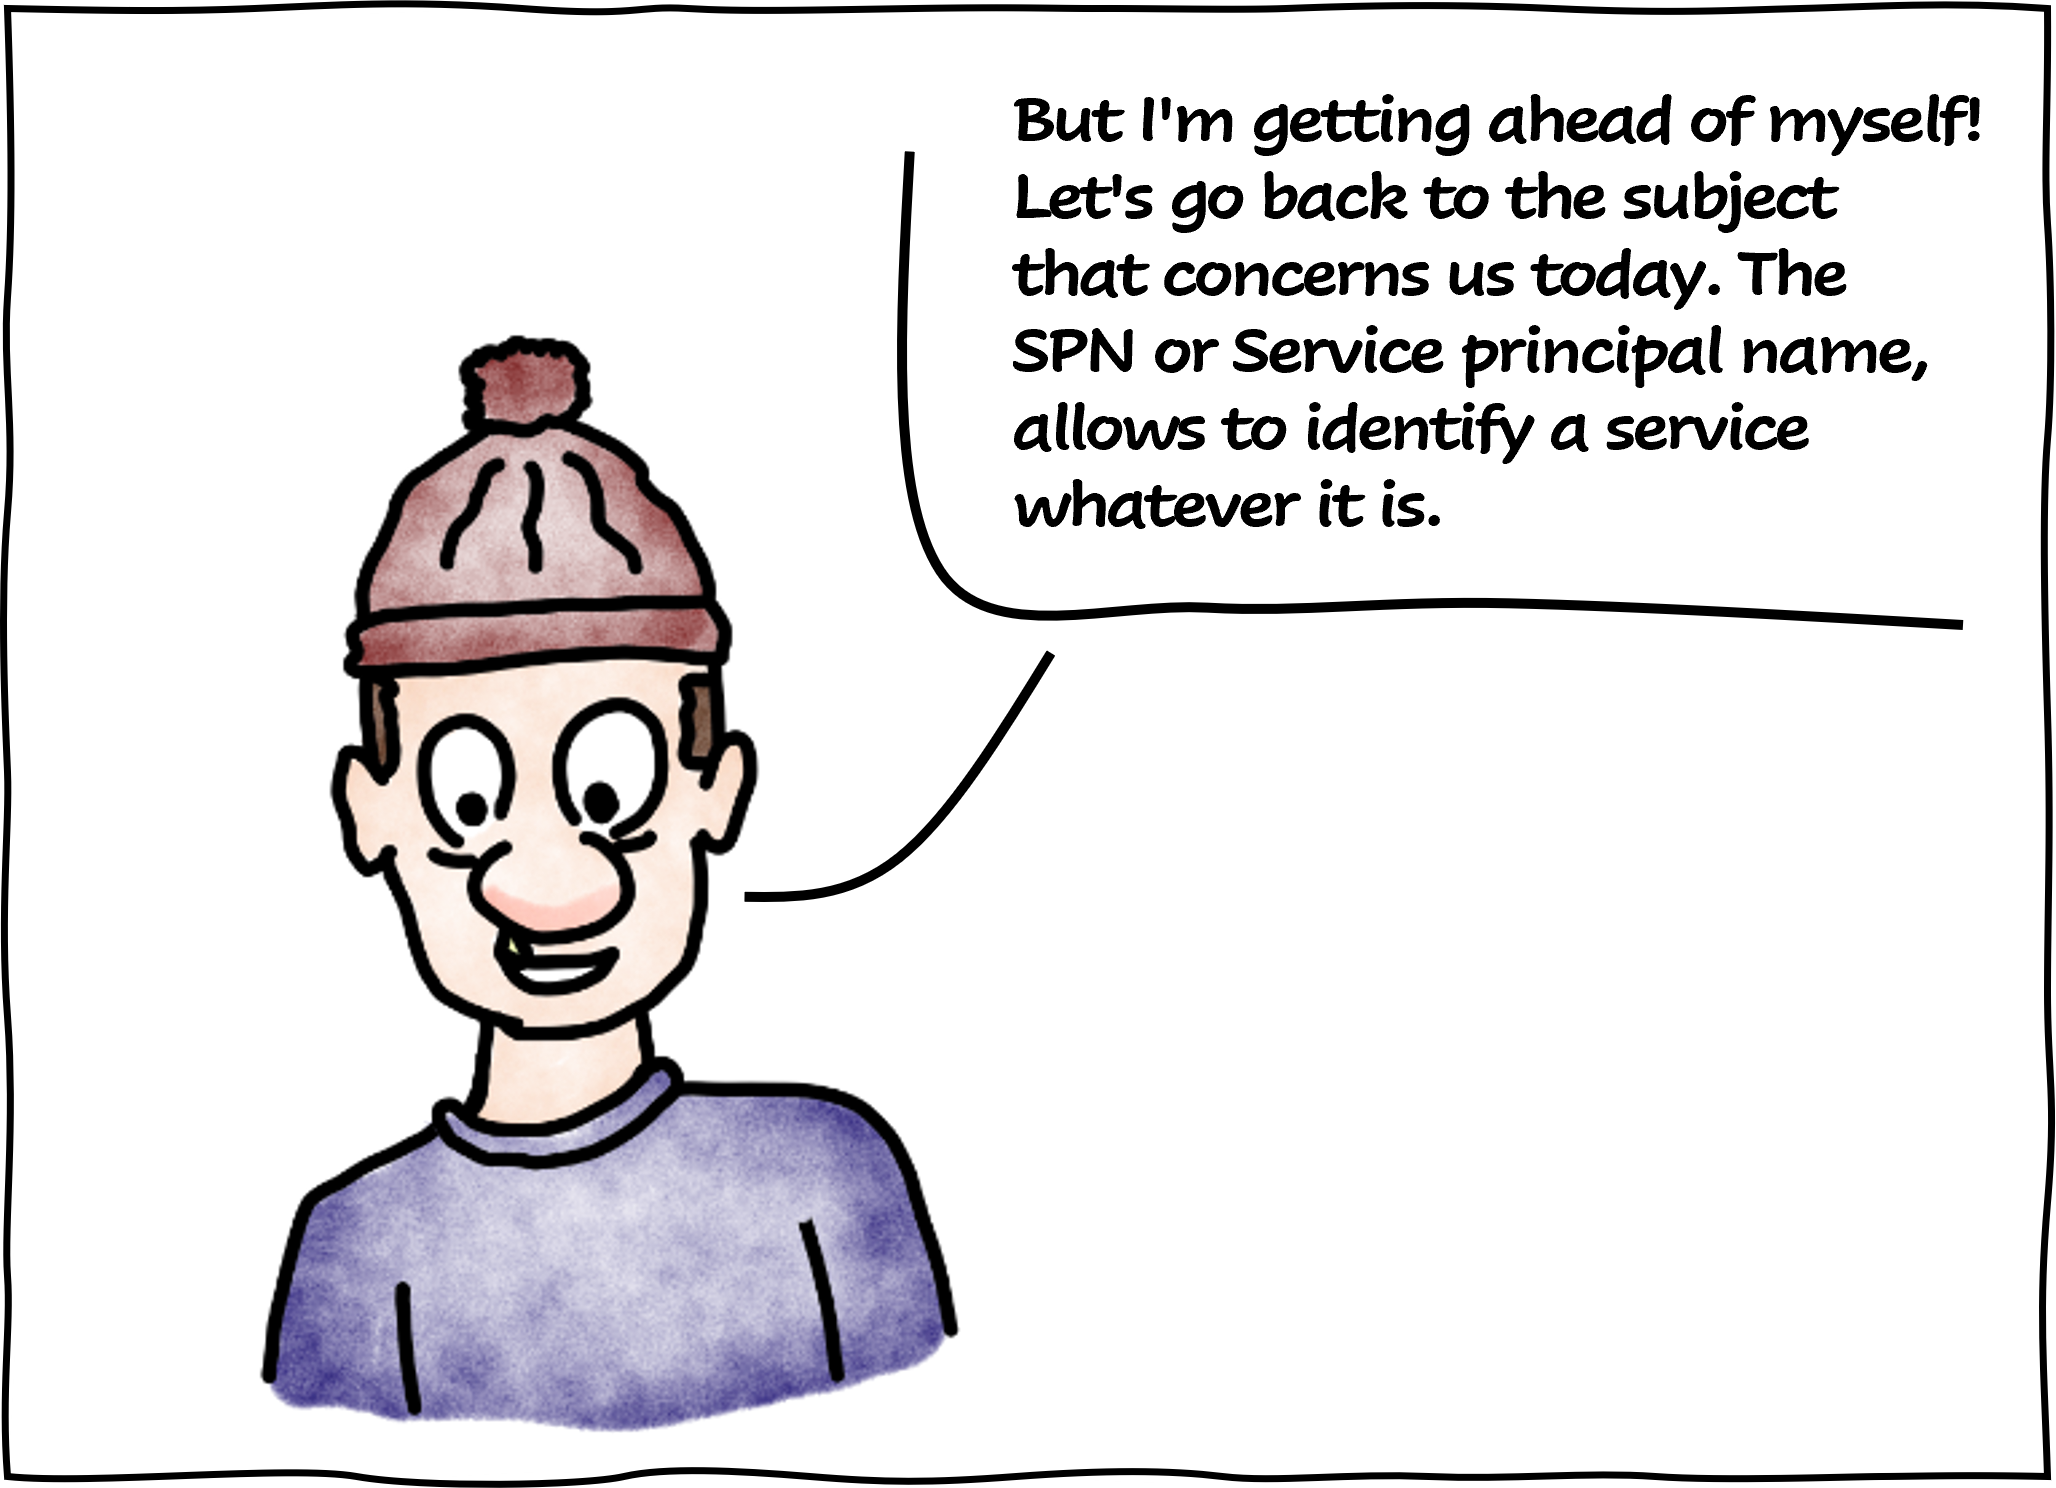 But I'm getting ahead of myself!
Let's go back to the subject
that concerns us today. The
SPN or Service principal name,
allows to identify a service
whatever it is.